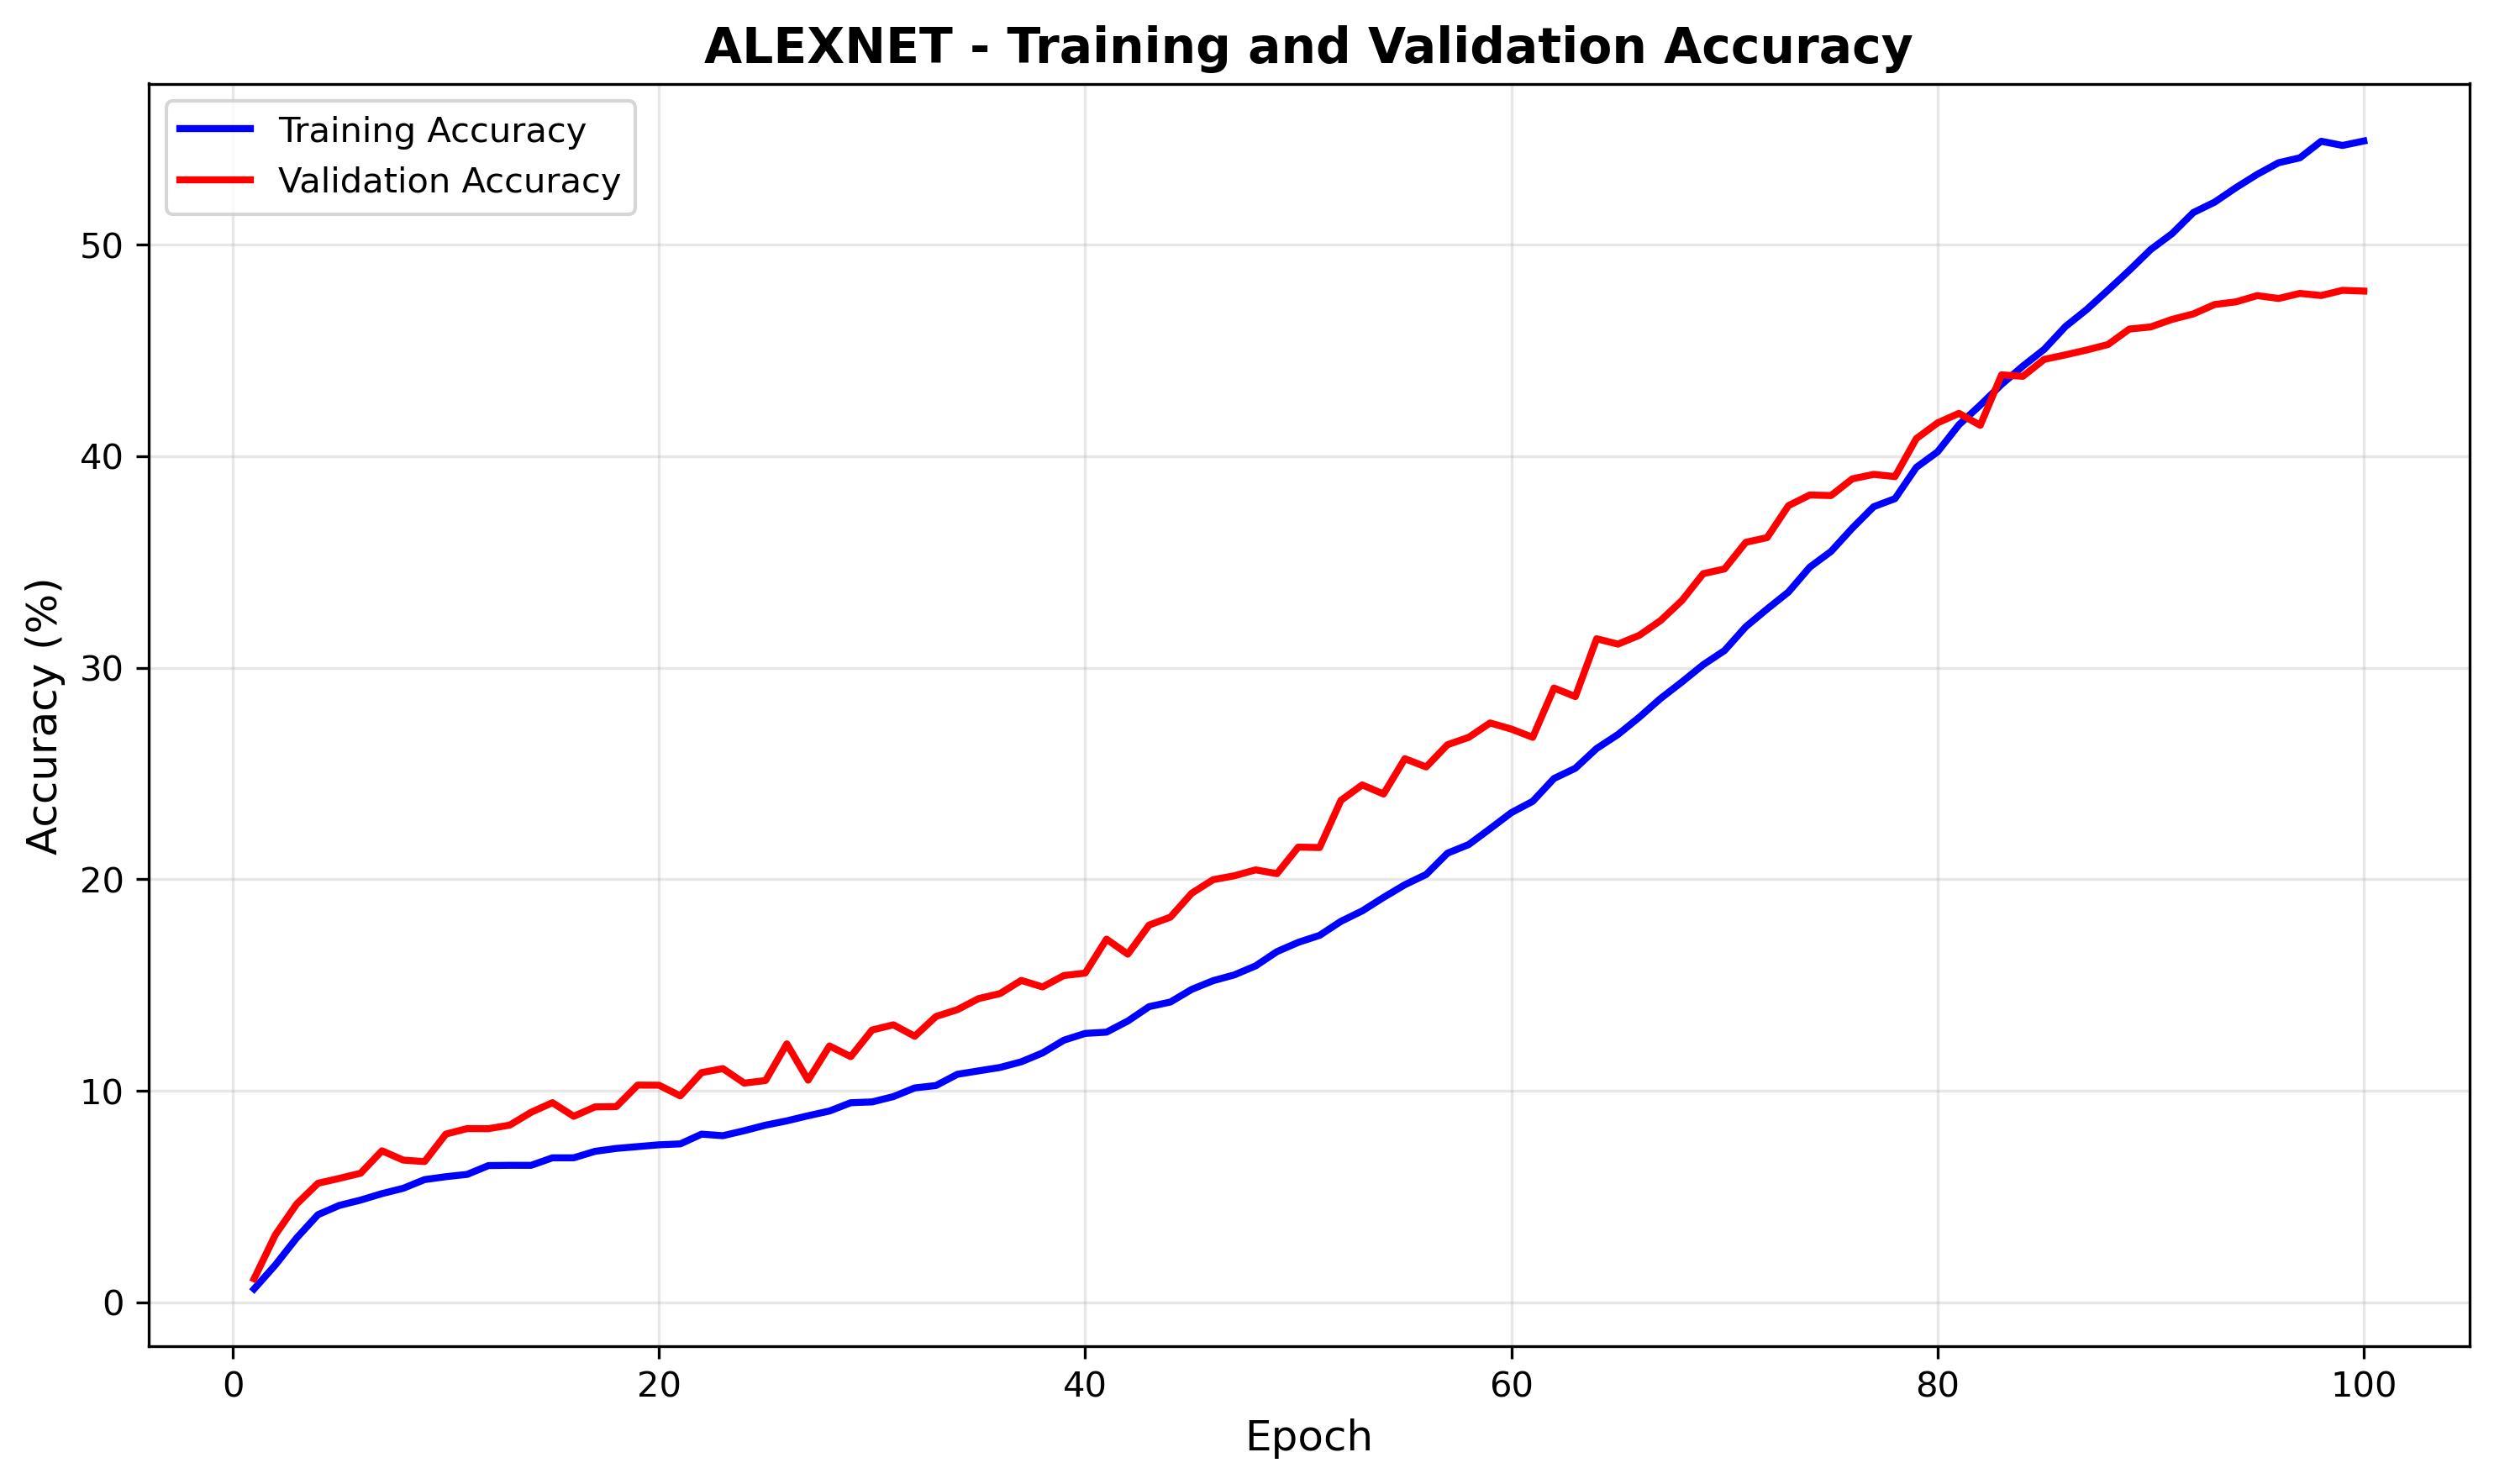 ALEXNET - Training and Validation Accuracy
Training Accuracy
Validation Accuracy
Accuracy (%)
50
40
30
20
10
0
0 20 40 60 80 100
Epoch